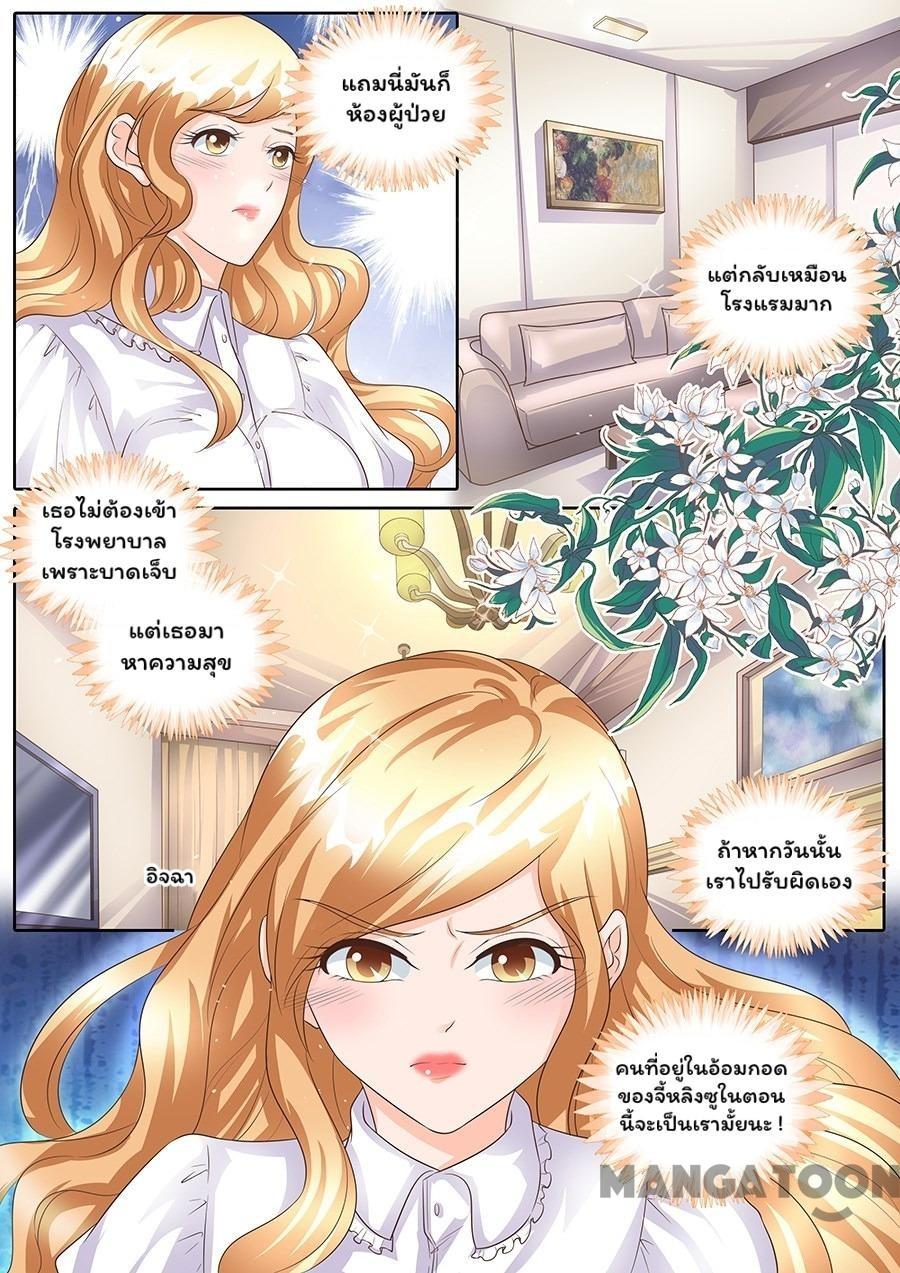 แถมนี่มันก็
ห้องผู้ป่วย
แต่กลับเหมือน
โรงแรมมาก
เธอไม่ต้องเข้า
โรงพยาบาล
เพราะบาดเจ็บ
แต่เธอมา
หาความสุข
อิจฉา
ถ้าหากวันนั้น
เราไปรับผิดเอง
คนที่อยู่ในอ้อมกอด
ของจี้หลิงซูในตอน
นี้จะเป็นเรามั้ยนะ !
MANGATOON